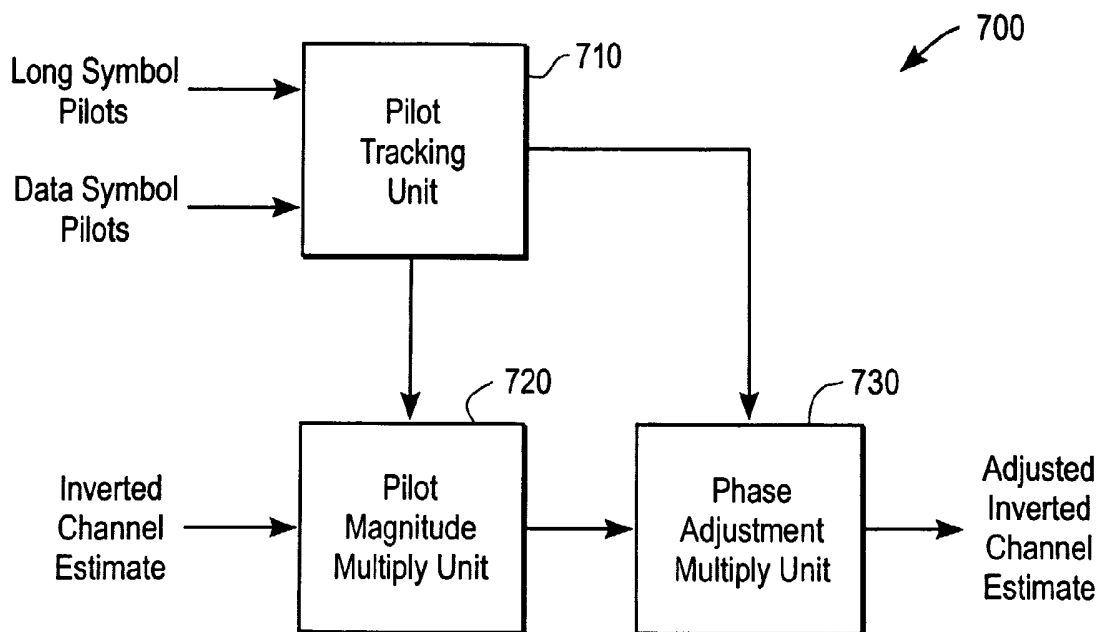 700
710
Long Symbol
Pilots
Data Symbol
Pilots
Pilot
Tracking
Unit
720
730
Inverted
Channel
Estimate
Pilot
Magnitude
Multiply Unit
Phase
Adjustment
Multiply Unit
Adjusted
Inverted
Channel
Estimate